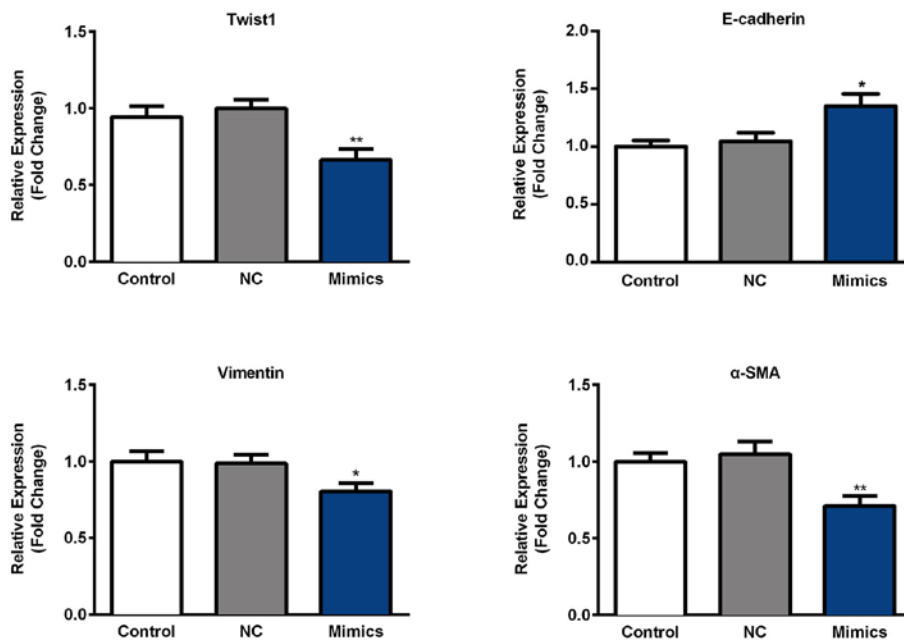 Twist1
Relative Expression
(Fold Change)
1.5
1.0
0.5
0.0
**
Control NC Mimics
E-cadherin
Relative Expression
(Fold Change)
2.0
1.5
1.0
0.5
0.0
*
Control NC Mimics
Vimentin
Relative Expression
(Fold Change)
1.5
1.0
0.5
0.0
*
Control NC Mimics
α-SMA
Relative Expression
(Fold Change)
1.5
1.0
0.5
0.0
**
Control NC Mimics